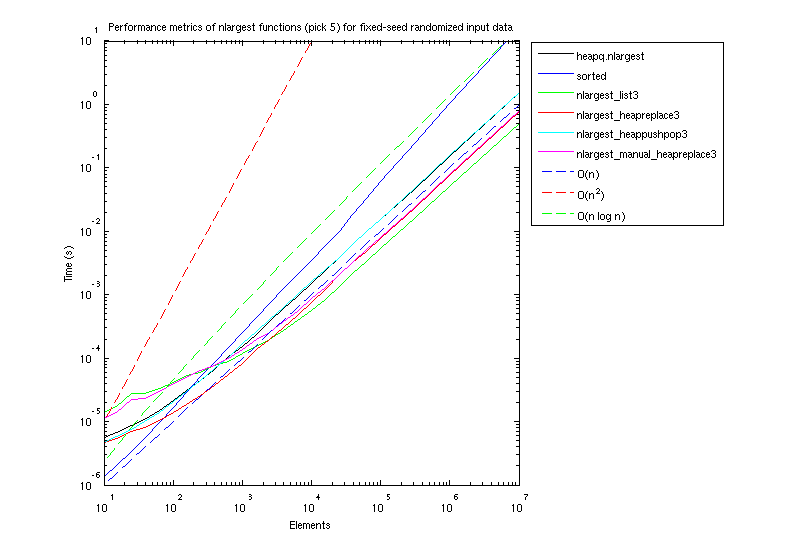 Performance metrics of nlargest functions (pick 5) for fixed-seed randomized input data
10^1
10^0
10^-1
10^-2
10^-3
10^-4
10^-5
10^-6
Time (s)
10^1 10^2 10^3 10^4 10^5 10^6 10^7
Elements
heapq.nlargest
sorted
nlargest_list3
nlargest_heapreplace3
nlargest_heappushpop3
nlargest_manual_heapreplace3
O(n)
O(n^2)
O(n log n)